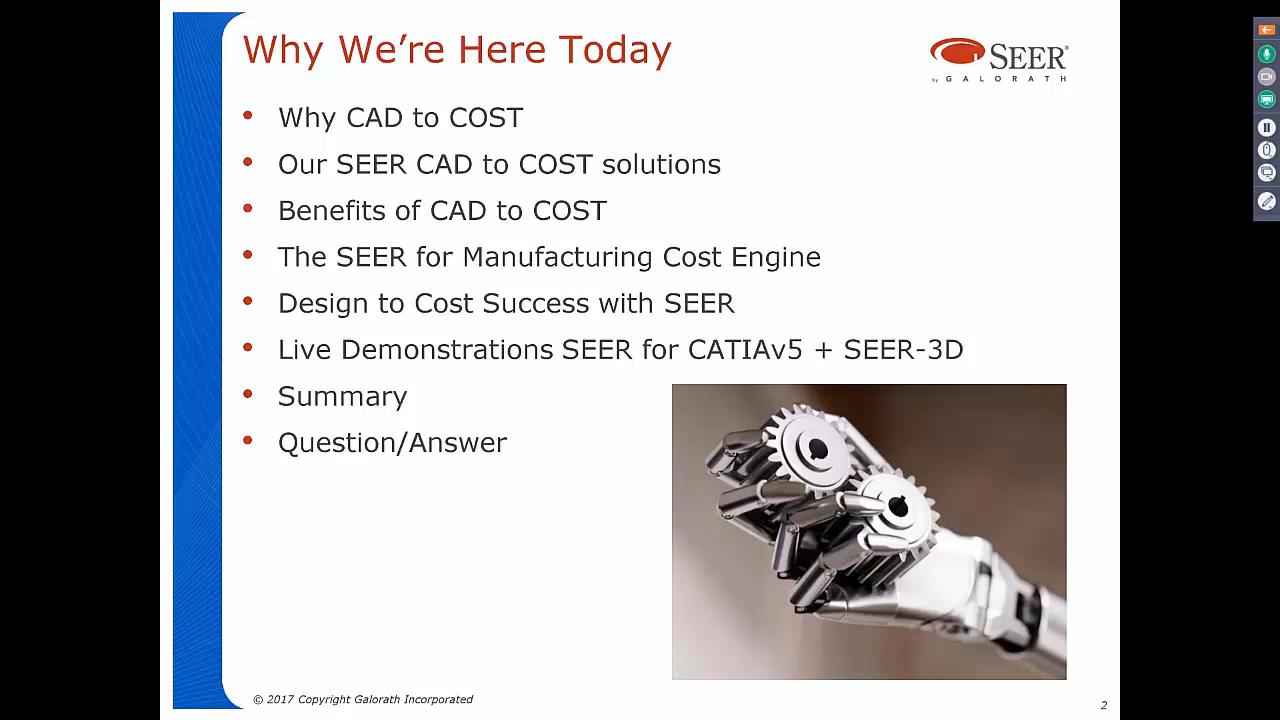 Why We’re Here Today
SEER®
by GALORATH
• Why CAD to COST
• Our SEER CAD to COST solutions
• Benefits of CAD to COST
• The SEER for Manufacturing Cost Engine
• Design to Cost Success with SEER
• Live Demonstrations SEER for CATIAv5 + SEER-3D
• Summary
• Question/Answer
© 2017 Copyright Galorath Incorporated
2